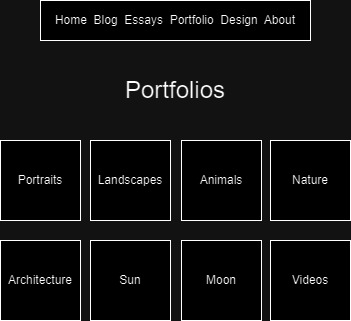 Home Blog Essays Portfolio Design About
Portfolios
Portraits Landscapes Animals Nature
Architecture Sun Moon Videos